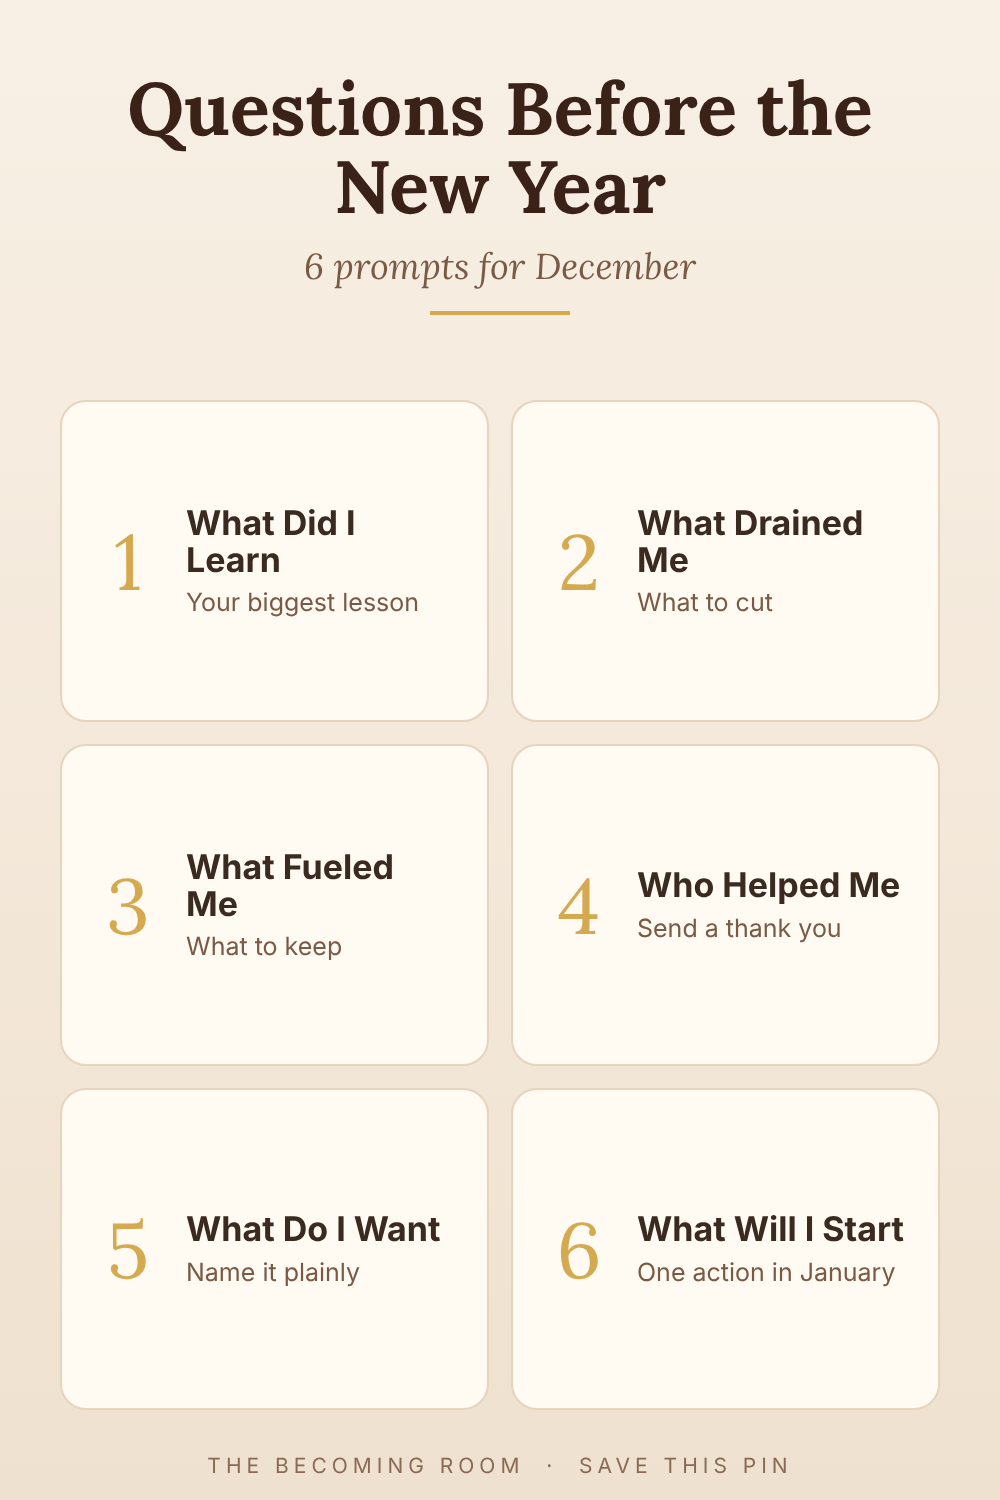 Questions Before the
New Year
6 prompts for December
1
What Did I
Learn
Your biggest lesson
2
What Drained
Me
What to cut
3
What Fueled
Me
What to keep
4
Who Helped Me
Send a thank you
5
What Do I Want
Name it plainly
6
What Will I Start
One action in January
THE BECOMING ROOM · SAVE THIS PIN